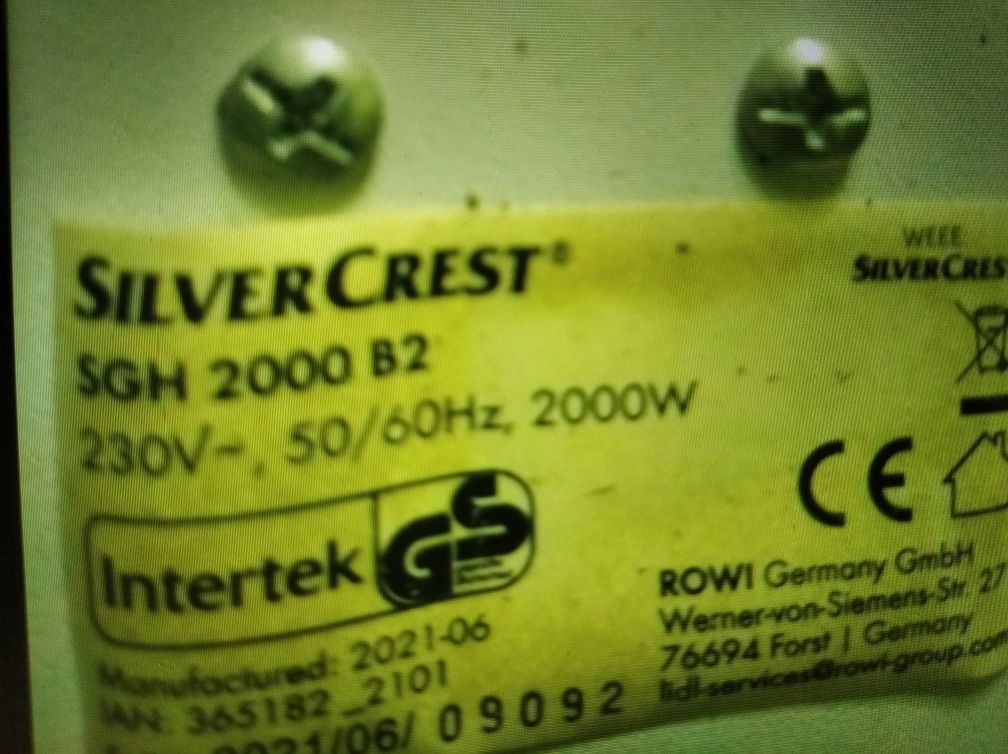 SILVERCREST®
SGH 2000 B2
230V~, 50/60Hz, 2000W
Intertek
GS
Manufactured: 2021-06
IAN: 365182_2101
2021/06/ 09092
WEEE
SILVERCRES
CE
ROWI Germany GmbH
Werner-von-Siemens-Str. 27
76694 Forst | Germany
lidl-services@rowi-group.com